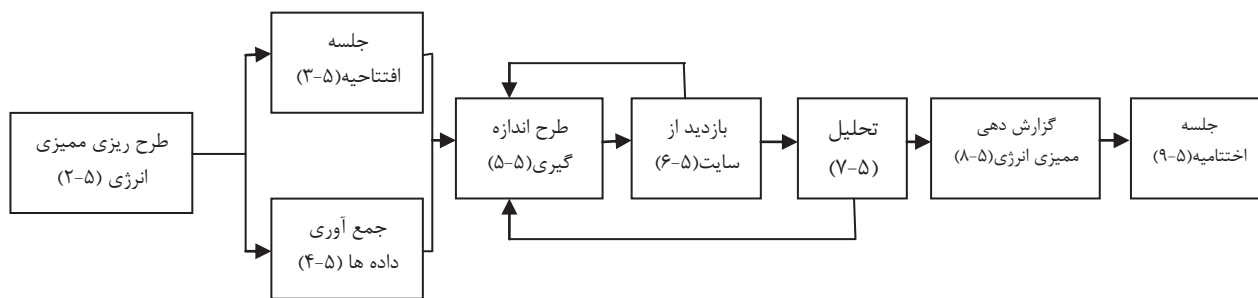 طرح ریزی ممیزی
انرژی (۵-۲)
جلسه
افتتاحیه(۵-۳)
جمع آوری
داده ها (۵-۴)
طرح اندازه
گیری(۵-۵)
بازدید از
سایت(۵-۶)
تحلیل
(۵-۷)
گزارش دهی
ممیزی انرژی(۵-۸)
جلسه
اختتامیه(۵-۹)